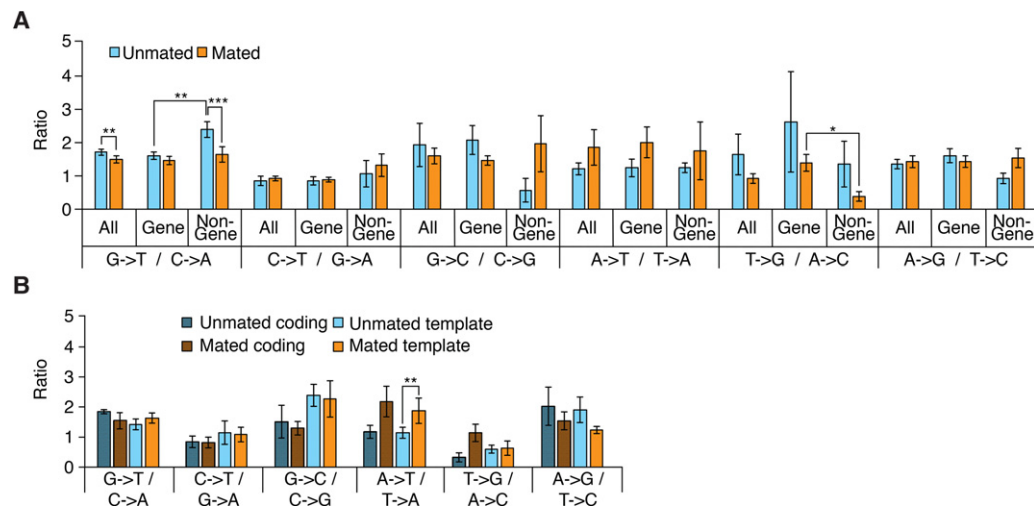 A
5
4
3
2
1
0
Ratio
Unmated Mated
** ** *** *
All Gene Non-Gene All Gene Non-Gene All Gene Non-Gene All Gene Non-Gene All Gene Non-Gene All Gene Non-Gene
G->T / C->A C->T / G->A G->C / C->G A->T / T->A T->G / A->C A->G / T->C
B
5
4
3
2
1
0
Ratio
Unmated coding Unmated template
Mated coding Mated template
**
G->T / C->T / G->C / A->T / T->G / A->G /
C->A G->A C->G T->A A->C T->C